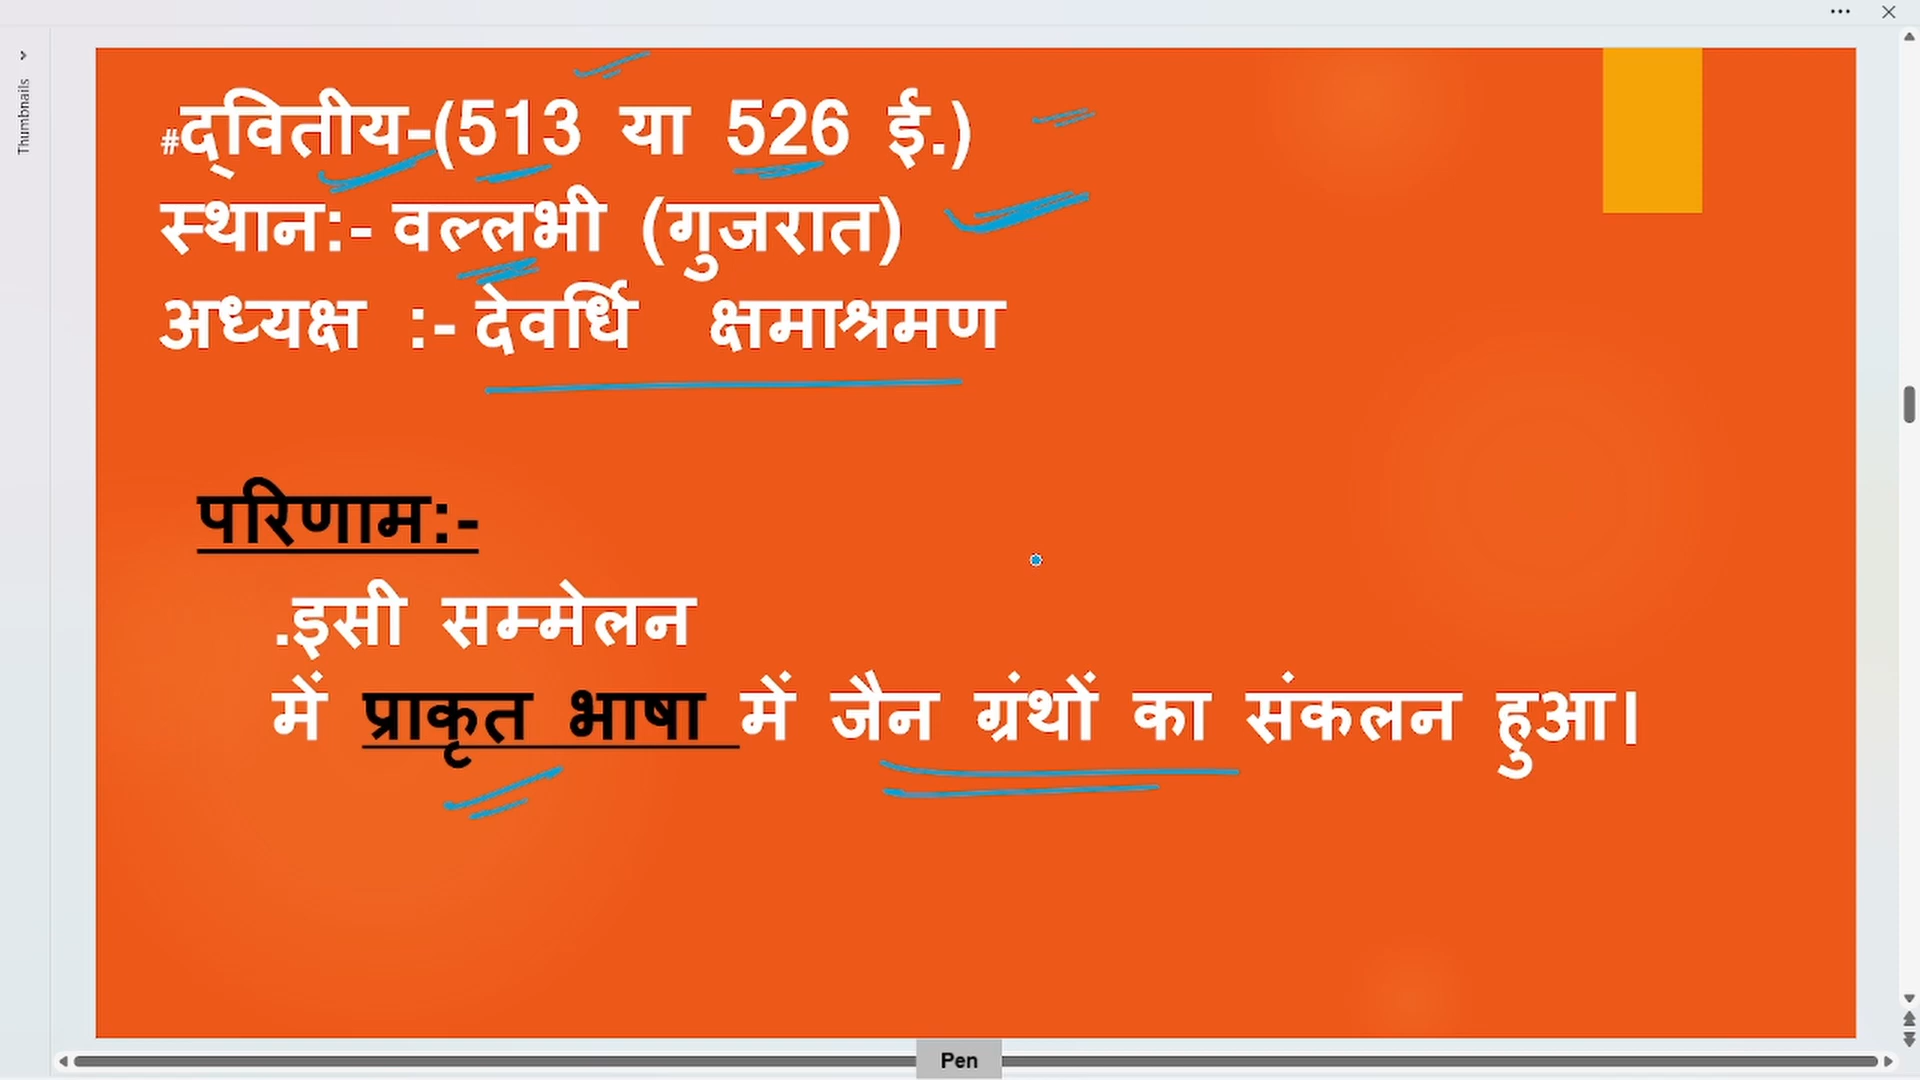 Thumbnails
#द्वितीय-(513 या 526 ई.)
स्थान:- वल्लभी (गुजरात)
अध्यक्ष :- देवर्धि क्षमाश्रमण
परिणाम:-
.इसी सम्मेलन
में प्राकृत भाषा में जैन ग्रंथों का संकलन हुआ।
Pen